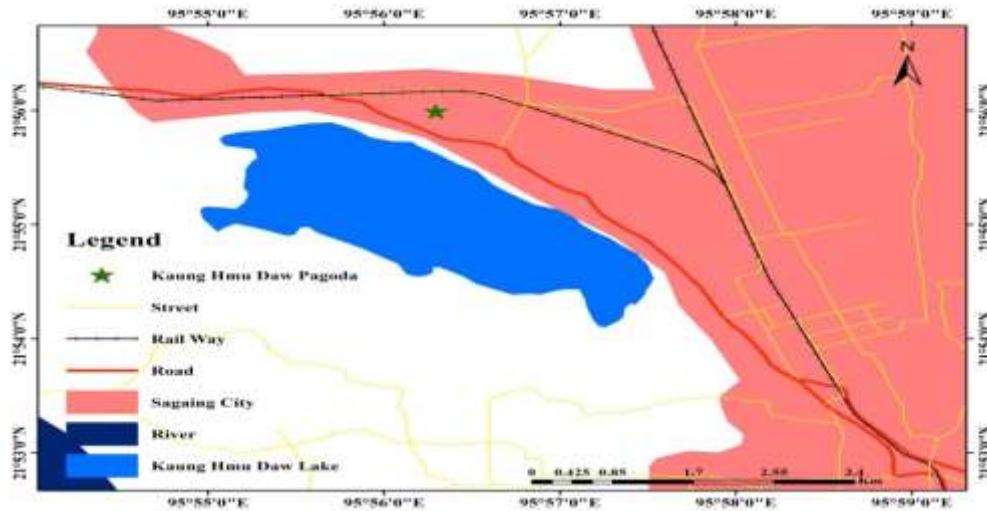 95°55'0"E 95°56'0"E 95°57'0"E 95°58'0"E 95°59'0"E
N
21°56'0"N
21°55'0"N
21°54'0"N
21°53'0"N
Legend
Kaung Hmu Daw Pagoda
Street
Rail Way
Road
Sagaing City
River
Kaung Hmu Daw Lake
0 0.425 0.85 1.7 2.55 3.4
Km
95°55'0"E 95°56'0"E 95°57'0"E 95°58'0"E 95°59'0"E